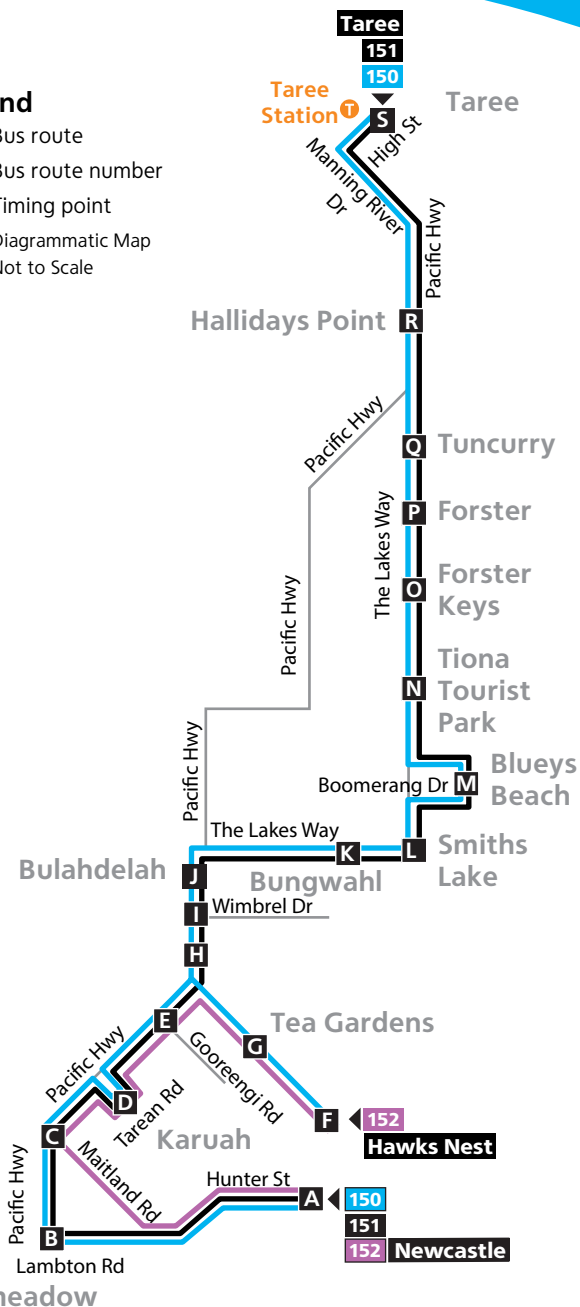 Taree
151
150
Taree
Station T
S
Taree
High St
Manning River
Dr
Pacific Hwy
Bus route
Bus route number
Timing point
Diagrammatic Map
Not to Scale
Hallidays Point
R
Pacific Hwy
Q
Tuncurry
P
Forster
The Lakes Way
O
Forster
Keys
Pacific Hwy
N
Tiona
Tourist
Park
Pacific Hwy
Boomerang Dr
M
Blueys
Beach
The Lakes Way
K
L
Smiths
Lake
Bulahdelah
J
Bungwahl
I
Wimbrel Dr
H
E
G
Tea Gardens
Pacific Hwy
Gooreengi Rd
D
Tarean Rd
F
152
Hawks Nest
C
Karuah
Maitland Rd
Pacific Hwy
Hunter St
A
150
151
152 Newcastle
B
Lambton Rd